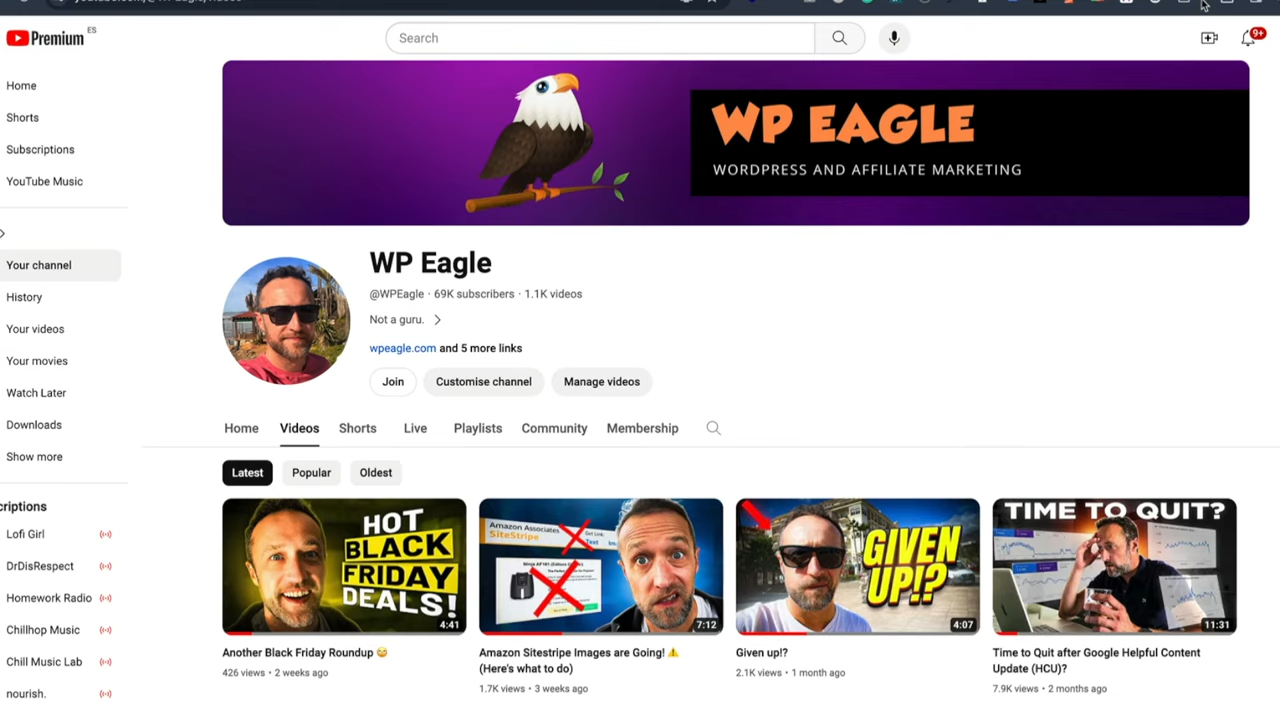 Premium ES
Search
9+
Home
Shorts
Subscriptions
YouTube Music
Your channel
History
Your videos
Your movies
Watch Later
Downloads
Show more
criptions
Lofi Girl
DrDisRespect
Homework Radio
Chillhop Music
Chill Music Lab
nourish.
WP EAGLE
WORDPRESS AND AFFILIATE MARKETING
WP Eagle
@WPEagle · 69K subscribers · 1.1K videos
Not a guru.
wpeagle.com and 5 more links
Join Customise channel Manage videos
Home Videos Shorts Live Playlists Community Membership
Latest Popular Oldest
HOT
BLACK
FRIDAY
DEALS!
4:41
Another Black Friday Roundup
426 views • 2 weeks ago
Amazon Associates
SiteStripe
Get Link:
Text
7:12
Amazon Sitestripe Images are Going!
(Here's what to do)
1.7K views • 3 weeks ago
GIVEN
UP!?
4:07
Given up!?
2.1K views • 1 month ago
TIME TO QUIT?
11:31
Time to Quit after Google Helpful Content
Update (HCU)?
7.9K views • 2 months ago